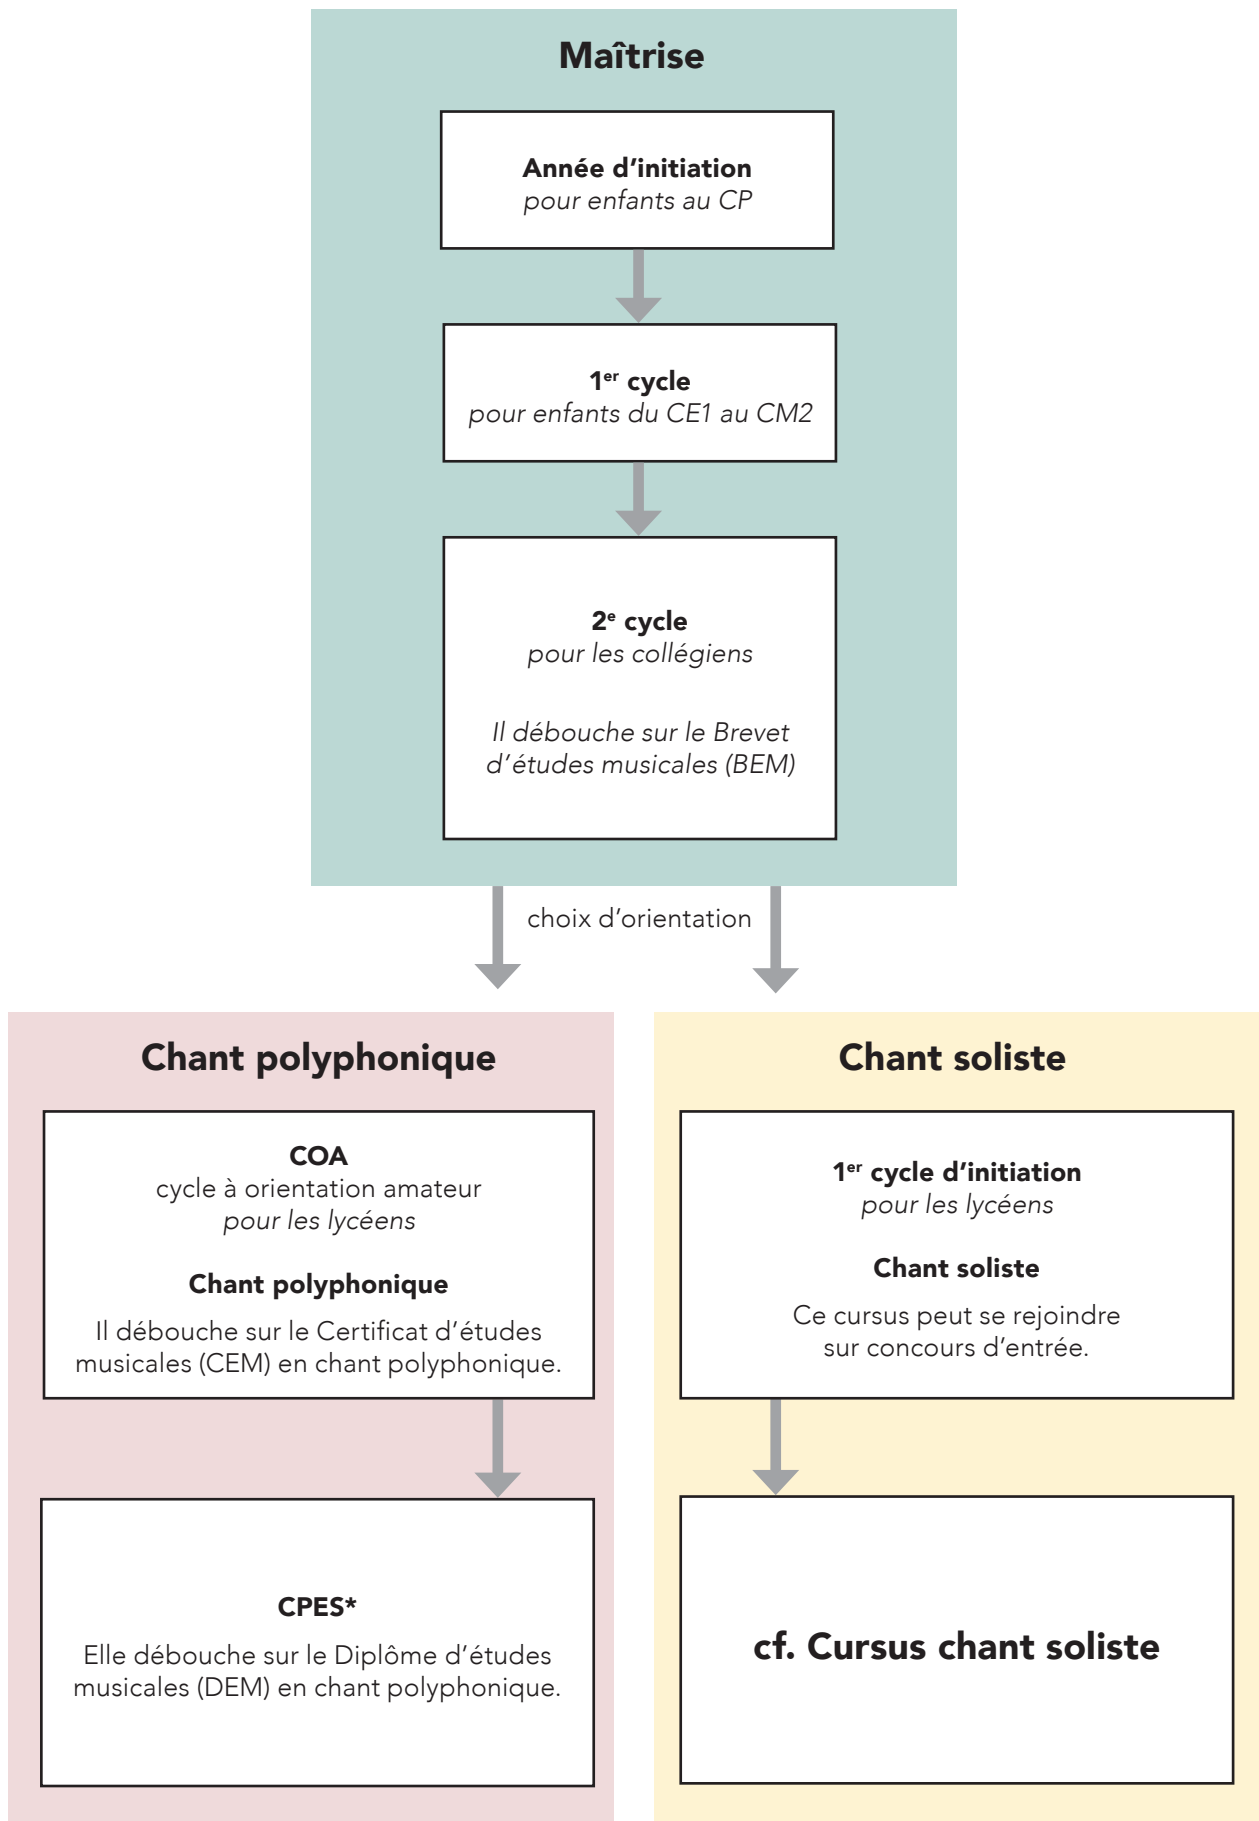 Maîtrise
Année d’initiation
pour enfants au CP
1er cycle
pour enfants du CE1 au CM2
2e cycle
pour les collégiens
Il débouche sur le Brevet
d’études musicales (BEM)
choix d’orientation
Chant polyphonique
COA
cycle à orientation amateur
pour les lycéens
Chant polyphonique
Il débouche sur le Certificat d’études
musicales (CEM) en chant polyphonique.
CPES*
Elle débouche sur le Diplôme d’études
musicales (DEM) en chant polyphonique.
Chant soliste
1er cycle d’initiation
pour les lycéens
Chant soliste
Ce cursus peut se rejoindre
sur concours d’entrée.
cf. Cursus chant soliste